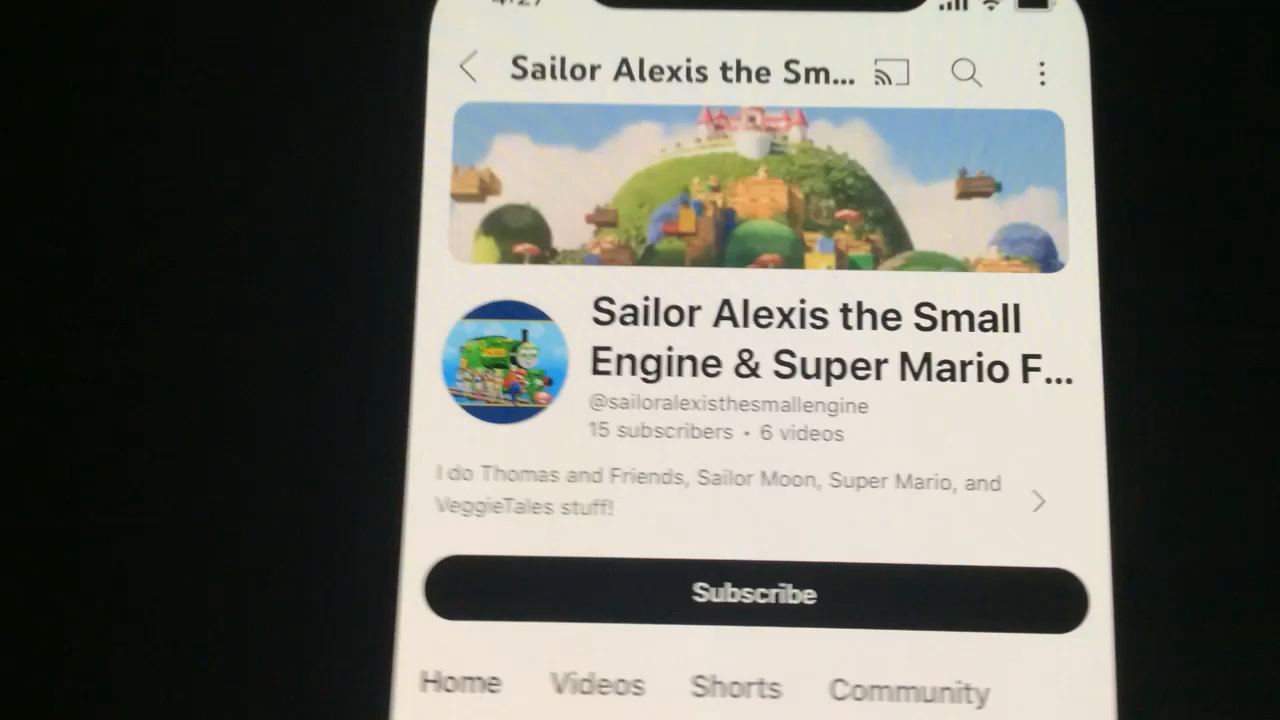 Sailor Alexis the Sm...
Sailor Alexis the Small
Engine & Super Mario F...
@sailoralexisthesmallengine
15 subscribers • 6 videos
I do Thomas and Friends, Sailor Moon, Super Mario, and
VeggieTales stuff!
Subscribe
Home Videos Shorts Community